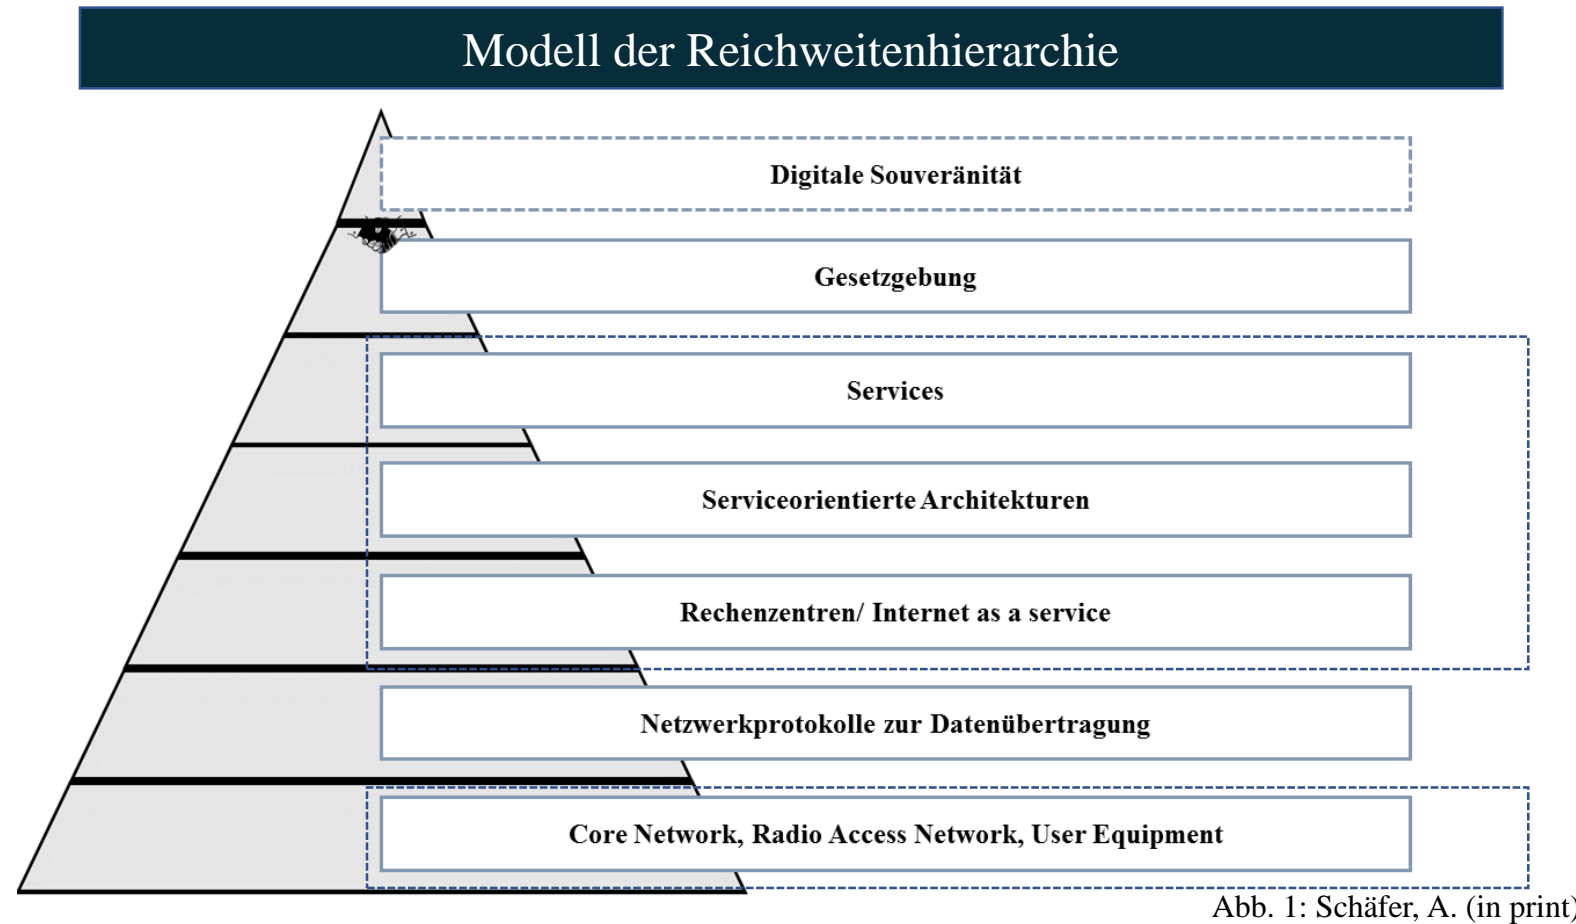 Modell der Reichweitenhierarchie
Digitale Souveränität
Gesetzgebung
Services
Serviceorientierte Architekturen
Rechenzentren/ Internet as a service
Netzwerkprotokolle zur Datenübertragung
Core Network, Radio Access Network, User Equipment
Abb. 1: Schäfer, A. (in print)